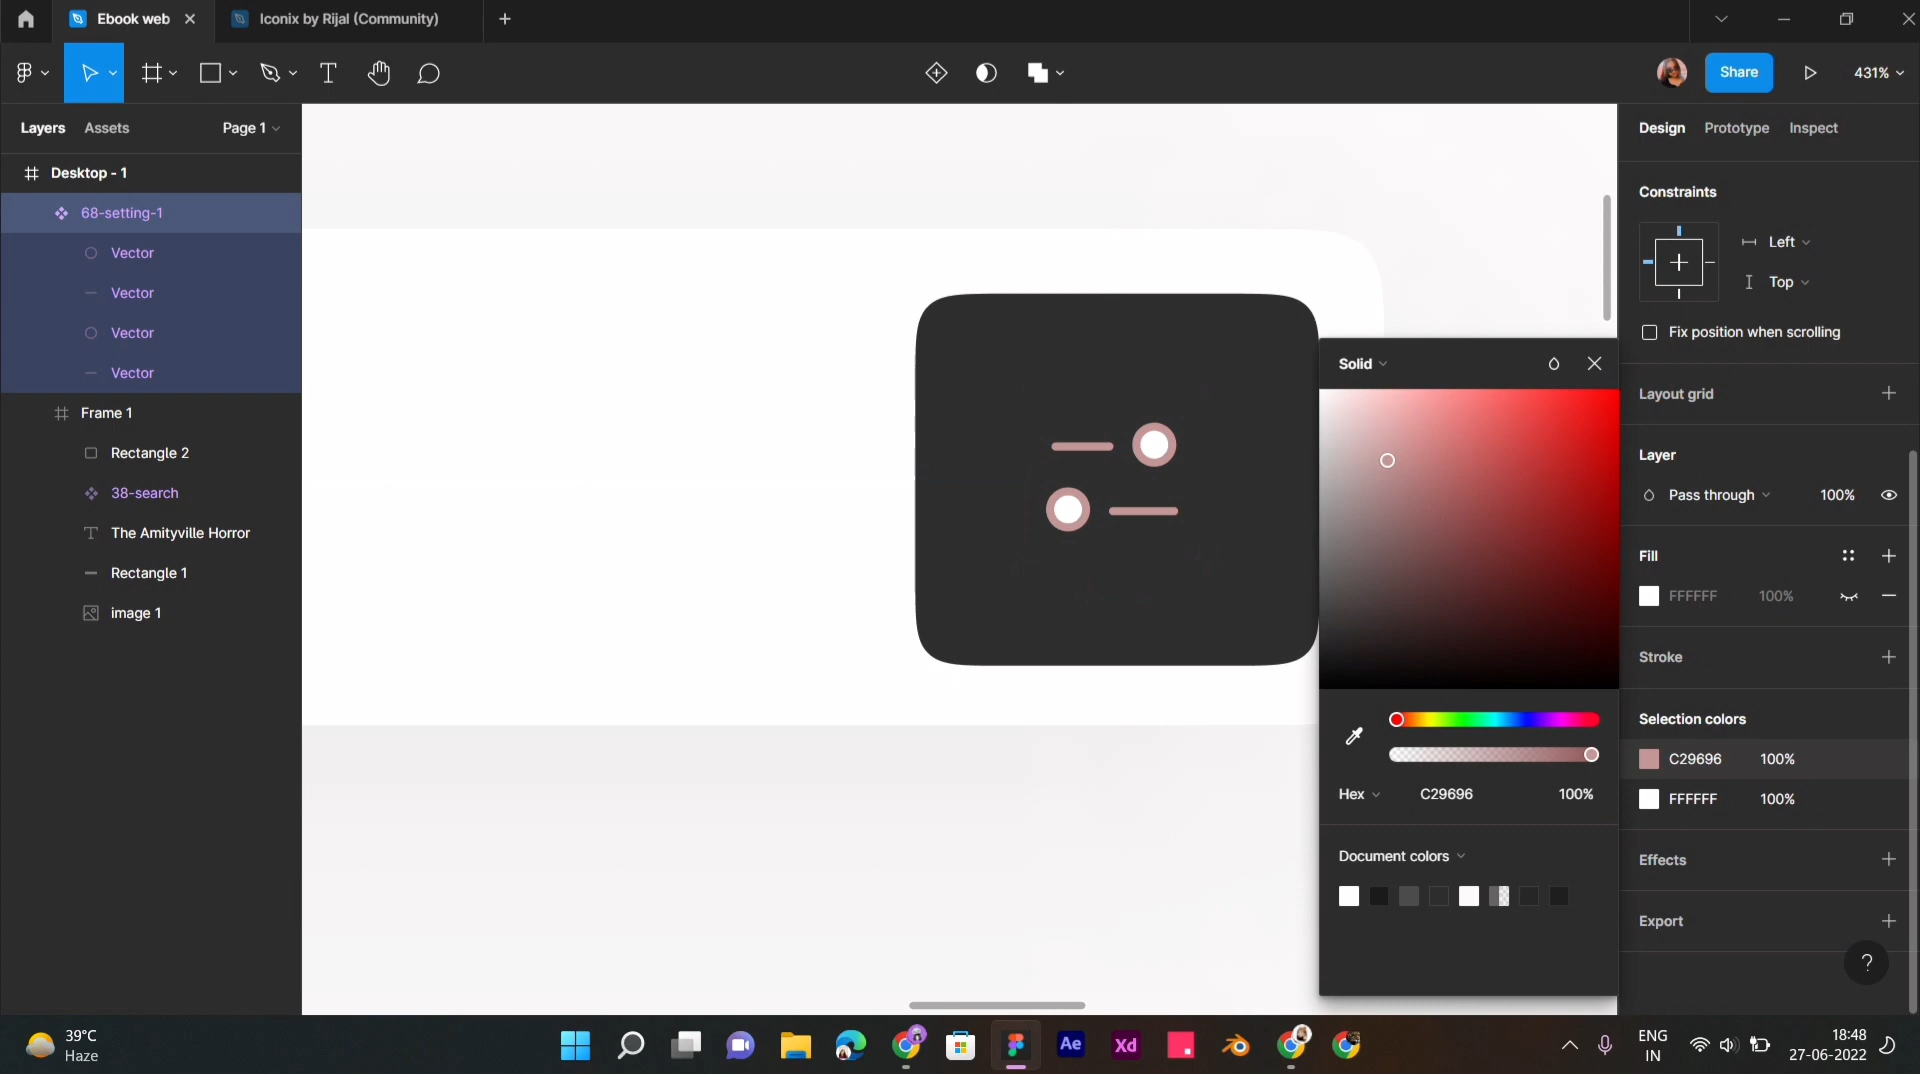 Ebook web
Iconix by Rijal (Community)
Share
431%
Layers
Assets
Page 1
Design
Prototype
Inspect
Desktop - 1
68-setting-1
Vector
Vector
Vector
Vector
Frame 1
Rectangle 2
38-search
The Amityville Horror
Rectangle 1
image 1
Constraints
Left
Top
Fix position when scrolling
Layout grid
Layer
Pass through
100%
Fill
FFFFFF
100%
Stroke
Selection colors
C29696
100%
FFFFFF
100%
Effects
Export
?
Solid
Hex
C29696
100%
Document colors
39°C
Haze
Ae
Xd
ENG
IN
18:48
27-06-2022